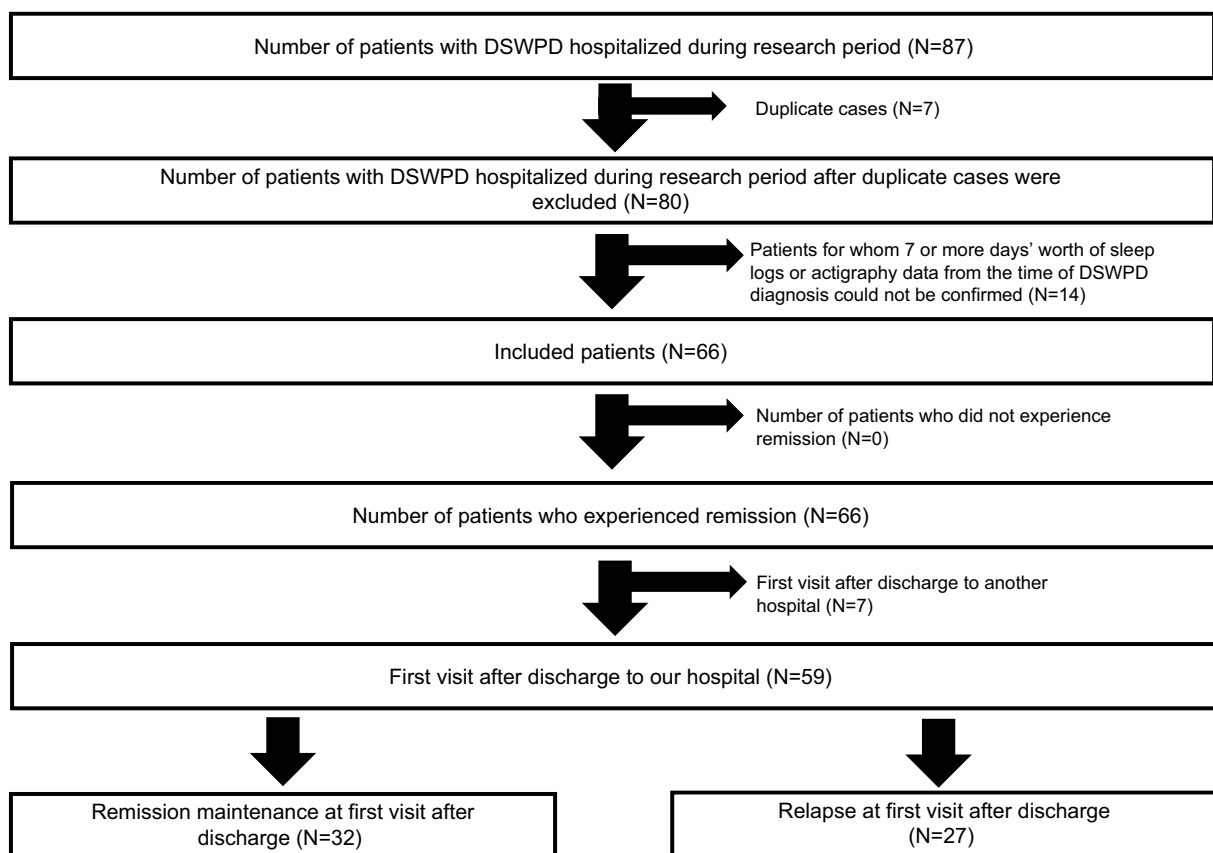 Number of patients with DSWPD hospitalized during research period (N=87)
Duplicate cases (N=7)
Number of patients with DSWPD hospitalized during research period after duplicate cases were
excluded (N=80)
Patients for whom 7 or more days’ worth of sleep
logs or actigraphy data from the time of DSWPD
diagnosis could not be confirmed (N=14)
Included patients (N=66)
Number of patients who did not experience
remission (N=0)
Number of patients who experienced remission (N=66)
First visit after discharge to another
hospital (N=7)
First visit after discharge to our hospital (N=59)
Remission maintenance at first visit after
discharge (N=32)
Relapse at first visit after discharge
(N=27)